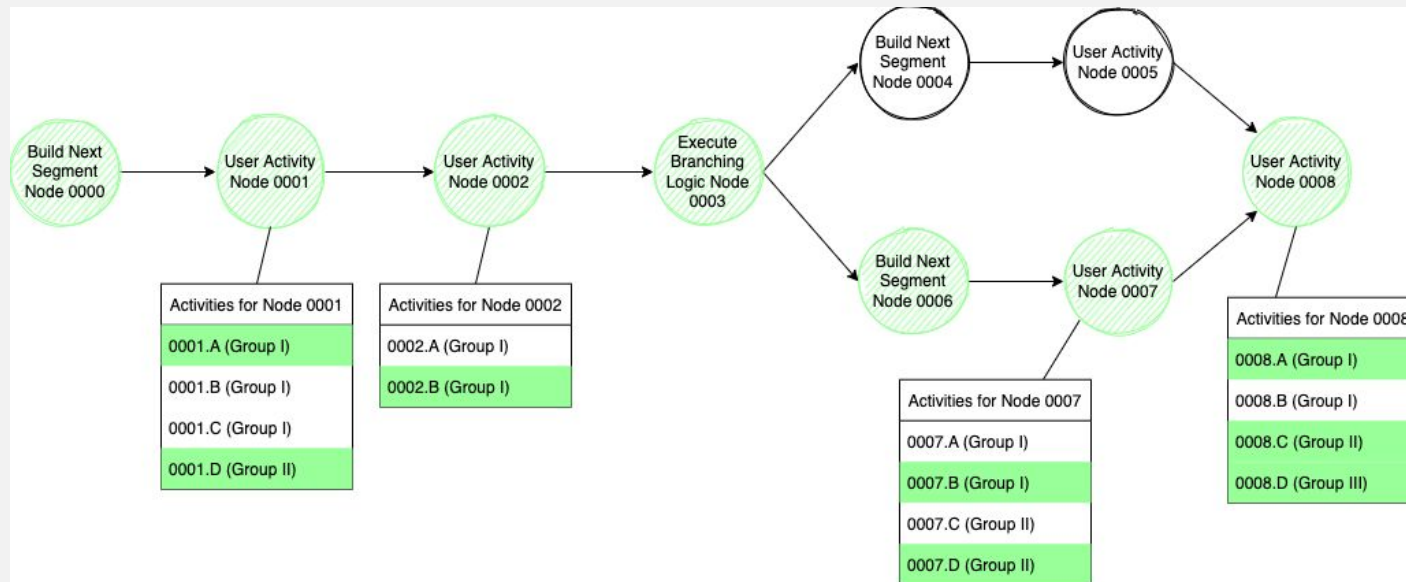 Build Next
Segment
Node 0000
User Activity
Node 0001
User Activity
Node 0002
Execute
Branching
Logic Node
0003
Build Next
Segment
Node 0004
User Activity
Node 0005
Build Next
Segment
Node 0006
User Activity
Node 0007
User Activity
Node 0008
Activities for Node 0001
0001.A (Group I)
0001.B (Group I)
0001.C (Group I)
0001.D (Group II)
Activities for Node 0002
0002.A (Group I)
0002.B (Group I)
Activities for Node 0007
0007.A (Group I)
0007.B (Group I)
0007.C (Group II)
0007.D (Group II)
Activities for Node 0008
0008.A (Group I)
0008.B (Group I)
0008.C (Group II)
0008.D (Group III)